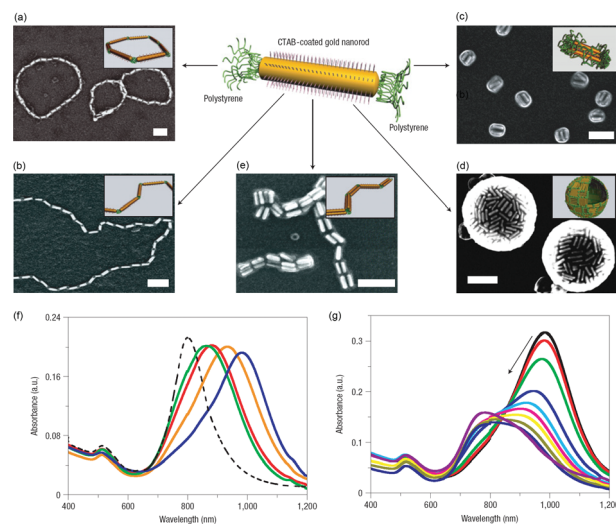 (a)
CTAB-coated gold nanorod
(c)
Polystyrene
Polystyrene
(b)
(e)
(d)
(f)
(g)
0.24
0.16
0.08
0
Absorbance (a.u.)
400
600
800
1,000
1,200
Wavelength (nm)
0.3
0.2
0.1
0
Absorbance (a.u.)
400
600
800
1,000
1,200
Wavelength (nm)